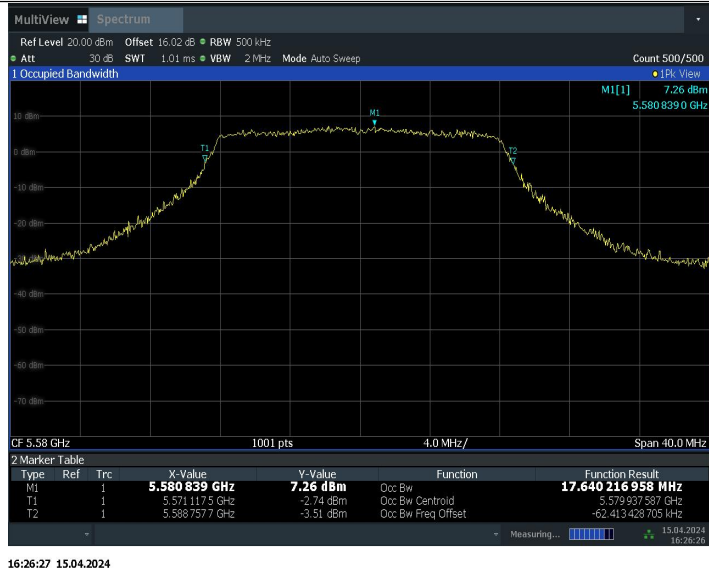 MultiView Spectrum
Ref Level 20.00 dBm Offset 16.02 dB RBW 500 kHz
Att 30 dB SWT 1.01 ms VBW 2 MHz Mode Auto Sweep Count 500/500
1 Occupied Bandwidth 1Pk View
M1[1] 7.26 dBm
5.580 839 0 GHz
M1
10 dBm
T1
T2
0 dBm
-10 dBm
-20 dBm
-40 dBm
-50 dBm
-60 dBm
-70 dBm
CF 5.58 GHz 1001 pts 4.0 MHz/ Span 40.0 MHz
2 Marker Table
Type Ref Trc X-Value Y-Value Function Function Result
M1 1 5.580 839 GHz 7.26 dBm Occ Bw 17.640 216 958 MHz
T1 1 5.571 117 5 GHz -2.74 dBm Occ Bw Centroid 5.579 937 587 GHz
T2 1 5.588 757 7 GHz -3.51 dBm Occ Bw Freq Offset -62.413 428 705 kHz
Measuring... 15.04.2024
16:26:26
16:26:27 15.04.2024